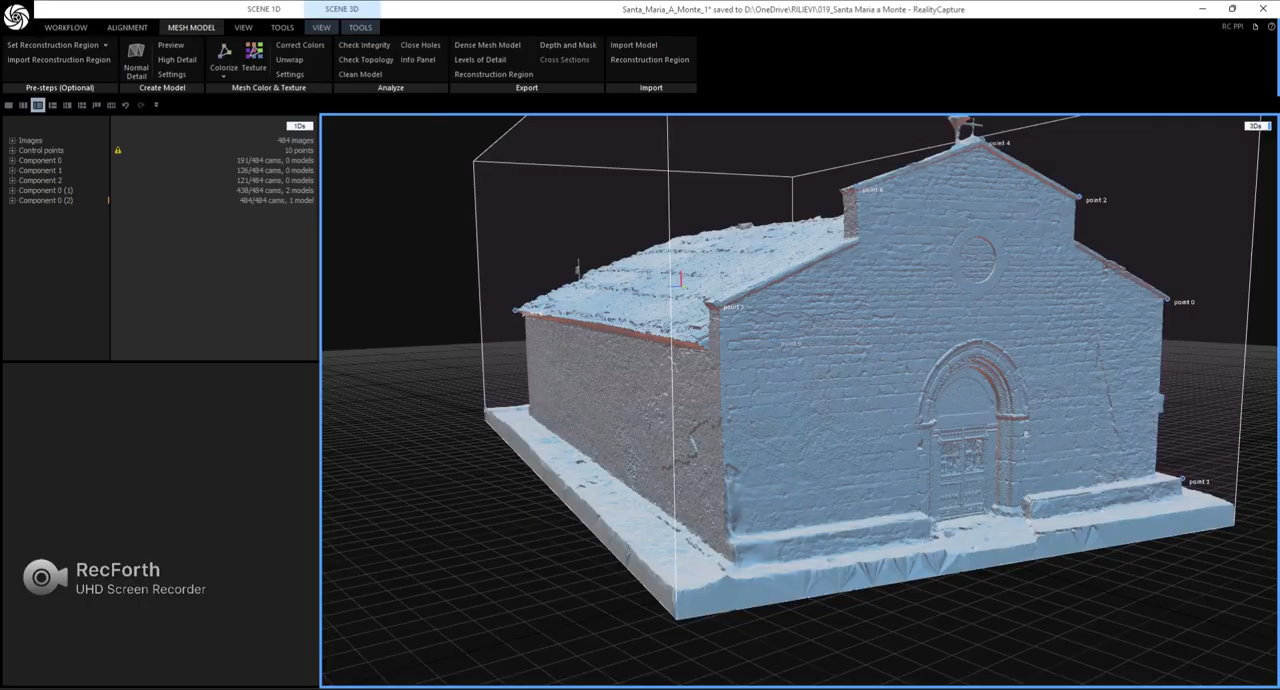 SCENE 1D SCENE 3D Santa_Maria_A_Monte_1* saved to D:\OneDrive\RILIEVI\019_Santa Maria a Monte - RealityCapture
WORKFLOW ALIGNMENT MESH MODEL VIEW TOOLS VIEW TOOLS RC PPI
Set Reconstruction Region Preview Correct Colors Check Integrity Close Holes Dense Mesh Model Depth and Mask Import Model
Import Reconstruction Region High Detail Unwrap Check Topology Info Panel Levels of Detail Cross Sections Reconstruction Region
Normal Detail Settings Colorize Texture Settings Clean Model Reconstruction Region
Pre-steps (Optional) Create Model Mesh Color & Texture Analyze Export Import
1Ds 3Ds
Images 484 images
Control points 10 points
Component 0 191/484 cams, 0 models
Component 1 126/484 cams, 0 models
Component 2 121/484 cams, 0 models
Component 0 (1) 438/484 cams, 2 models
Component 0 (2) 484/484 cams, 1 model
point 4
point 2
point 0
point 1
RecForth
UHD Screen Recorder